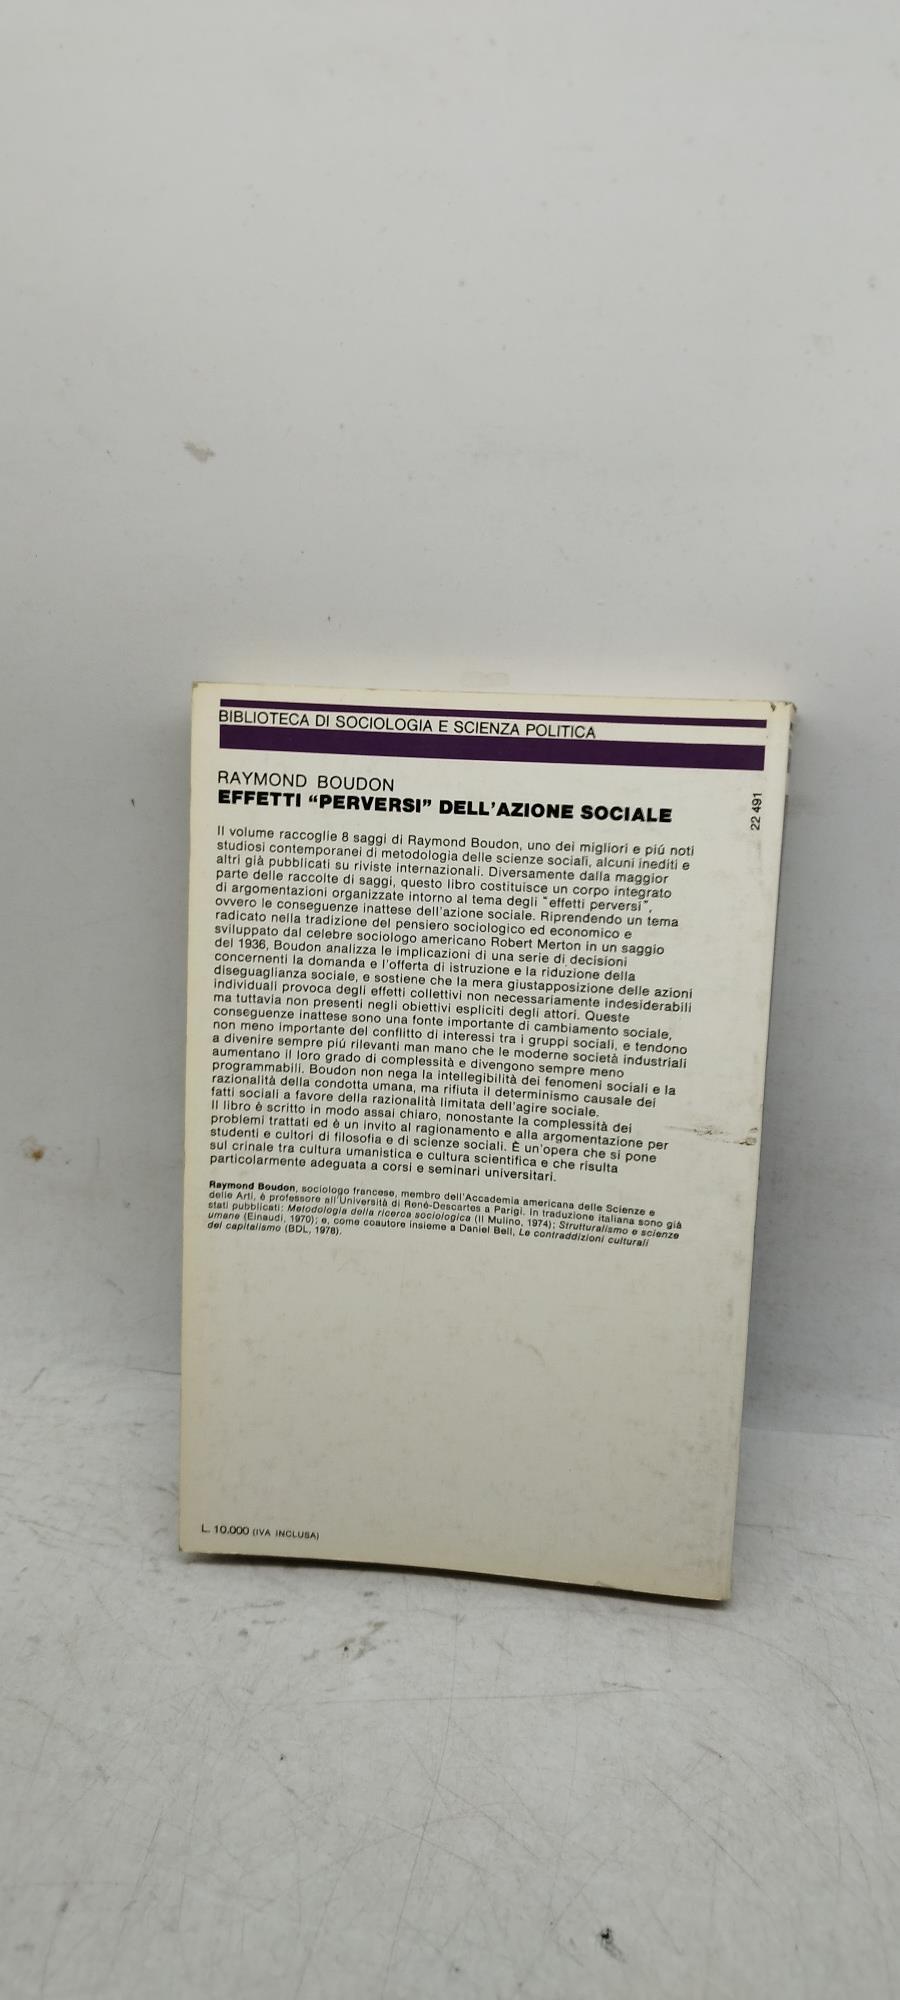 BIBLIOTECA DI SOCIOLOGIA E SCIENZA POLITICA
RAYMOND BOUDON
EFFETTI “PERVERSI” DELL'AZIONE SOCIALE
22 491
Il volume raccoglie 8 saggi di Raymond Boudon, uno dei migliori e piú noti
studiosi contemporanei di metodologia delle scienze sociali, alcuni inediti e
altri già pubblicati su riviste internazionali. Diversamente dalla maggior
parte delle raccolte di saggi, questo libro costituisce un corpo integrato
di argomentazioni organizzate intorno al tema degli “effetti perversi”,
ovvero le conseguenze inattese dell'azione sociale. Riprendendo un tema
radicato nella tradizione del pensiero sociologico ed economico e
sviluppato dal celebre sociologo americano Robert Merton in un saggio
del 1936, Boudon analizza le implicazioni di una serie di decisioni
concernenti la domanda e l'offerta di istruzione e la riduzione della
diseguaglianza sociale, e sostiene che la mera giustapposizione delle azioni
individuali provoca degli effetti collettivi non necessariamente indesiderabili
ma tuttavia non presenti negli obiettivi espliciti degli attori. Queste
conseguenze inattese sono una fonte importante di cambiamento sociale,
non meno importante del conflitto di interessi tra i gruppi sociali, e tendono
a divenire sempre piú rilevanti man mano che le moderne società industriali
aumentano il loro grado di complessità e divengono sempre meno
programmabili. Boudon non nega la intellegibilità dei fenomeni sociali e la
razionalità della condotta umana, ma rifiuta il determinismo causale dei
fatti sociali a favore della razionalità limitata dell'agire sociale.
Il libro è scritto in modo assai chiaro, nonostante la complessità dei
problemi trattati ed è un invito al ragionamento e alla argomentazione per
studenti e cultori di filosofia e di scienze sociali. È un'opera che si pone
sul crinale tra cultura umanistica e cultura scientifica e che risulta
particolarmente adeguata a corsi e seminari universitari.
Raymond Boudon, sociologo francese, membro dell'Accademia americana delle Scienze e
delle Arti, è professore all'Università di René-Descartes a Parigi. In traduzione italiana sono già
stati pubblicati: Metodologia della ricerca sociologica (Il Mulino, 1974); Strutturalismo e scienze
umane (Einaudi, 1970); e, come coautore insieme a Daniel Bell, Le contraddizioni culturali
del capitalismo (BDL, 1978).
L. 10.000 (IVA INCLUSA)